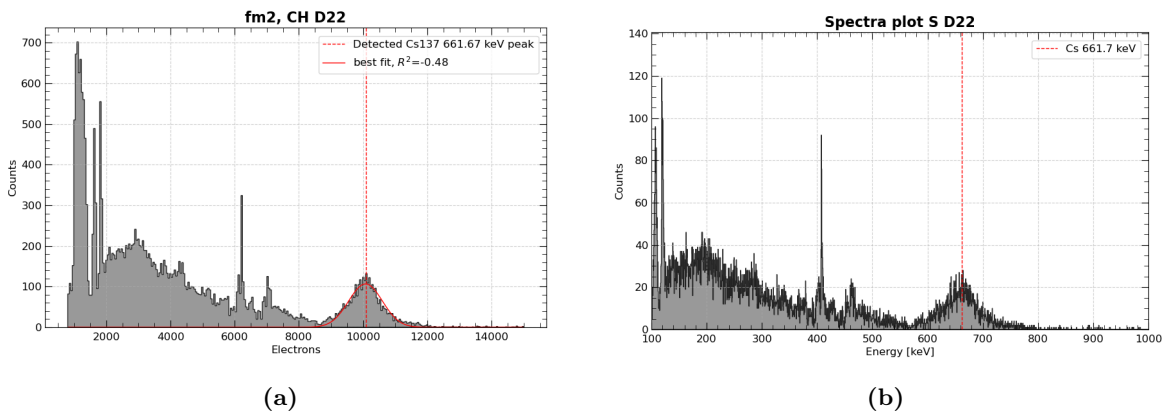 fm2, CH D22
700
600
500
400
300
200
100
0
Counts
2000 4000 6000 8000 10000 12000 14000
Electrons
Detected Cs137 661.67 keV peak
best fit, R²=-0.48
(a)
Spectra plot S D22
140
120
100
80
60
40
20
0
Counts
100 200 300 400 500 600 700 800 900 1000
Energy [keV]
Cs 661.7 keV
(b)